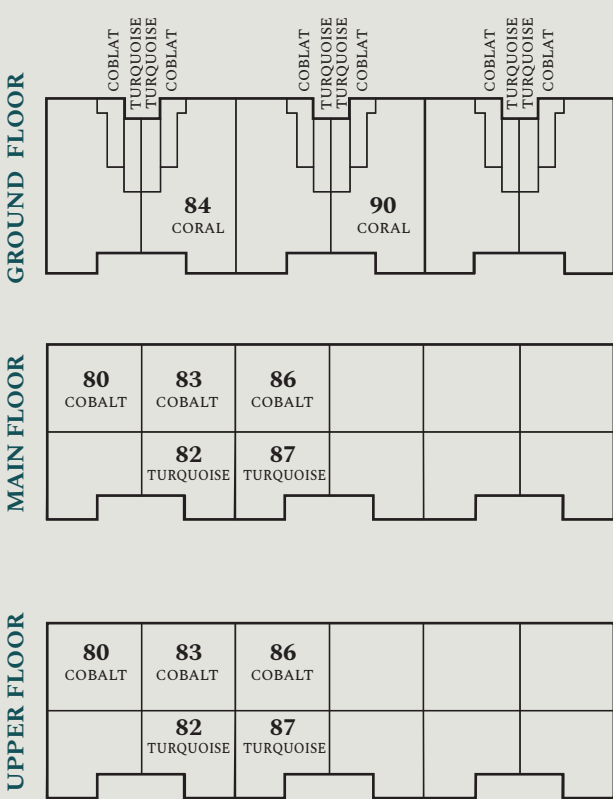 COBLAT
TURQUOISE
TURQUOISE
COBLAT
COBLAT
TURQUOISE
TURQUOISE
COBLAT
COBLAT
TURQUOISE
TURQUOISE
COBLAT
GROUND FLOOR
84
CORAL
90
CORAL
MAIN FLOOR
80
COBALT
83
COBALT
86
COBALT
82
TURQUOISE
87
TURQUOISE
UPPER FLOOR
80
COBALT
83
COBALT
86
COBALT
82
TURQUOISE
87
TURQUOISE